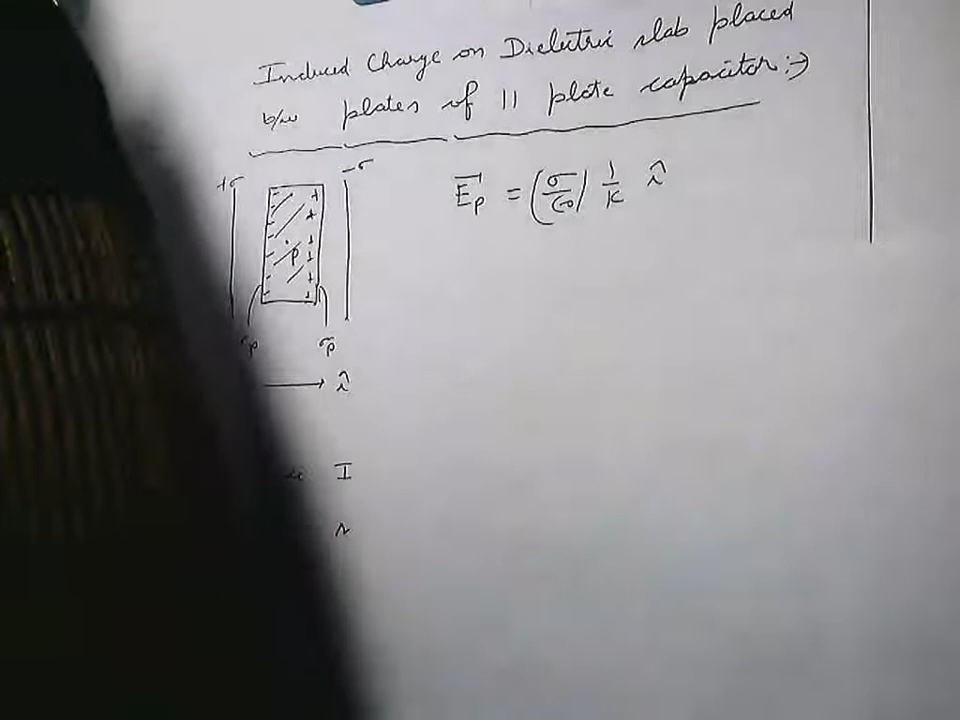 Induced Charge on Dielectric slab placed
b/w plates of || plate capacitor :→
+σ -σ
E⃗p = (σ/ε₀) 1/K î
P
σp σp
î
I